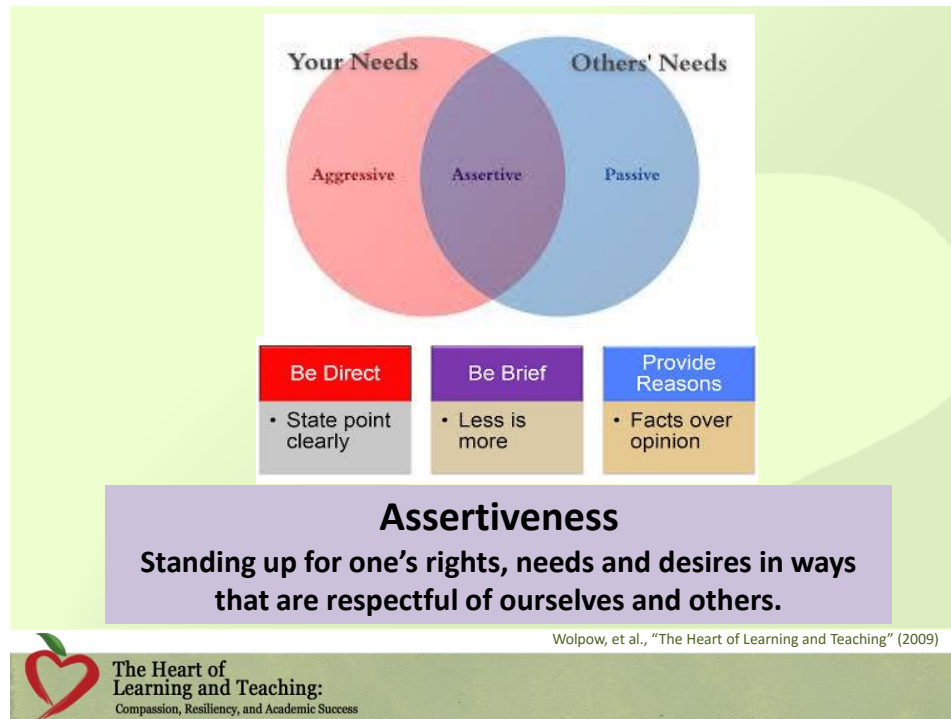 Your Needs
Others' Needs
Aggressive
Assertive
Passive
Be Direct
• State point
clearly
Be Brief
• Less is
more
Provide
Reasons
• Facts over
opinion
Assertiveness
Standing up for one’s rights, needs and desires in ways
that are respectful of ourselves and others.
Wolpow, et al., “The Heart of Learning and Teaching” (2009)
The Heart of
Learning and Teaching:
Compassion, Resiliency, and Academic Success